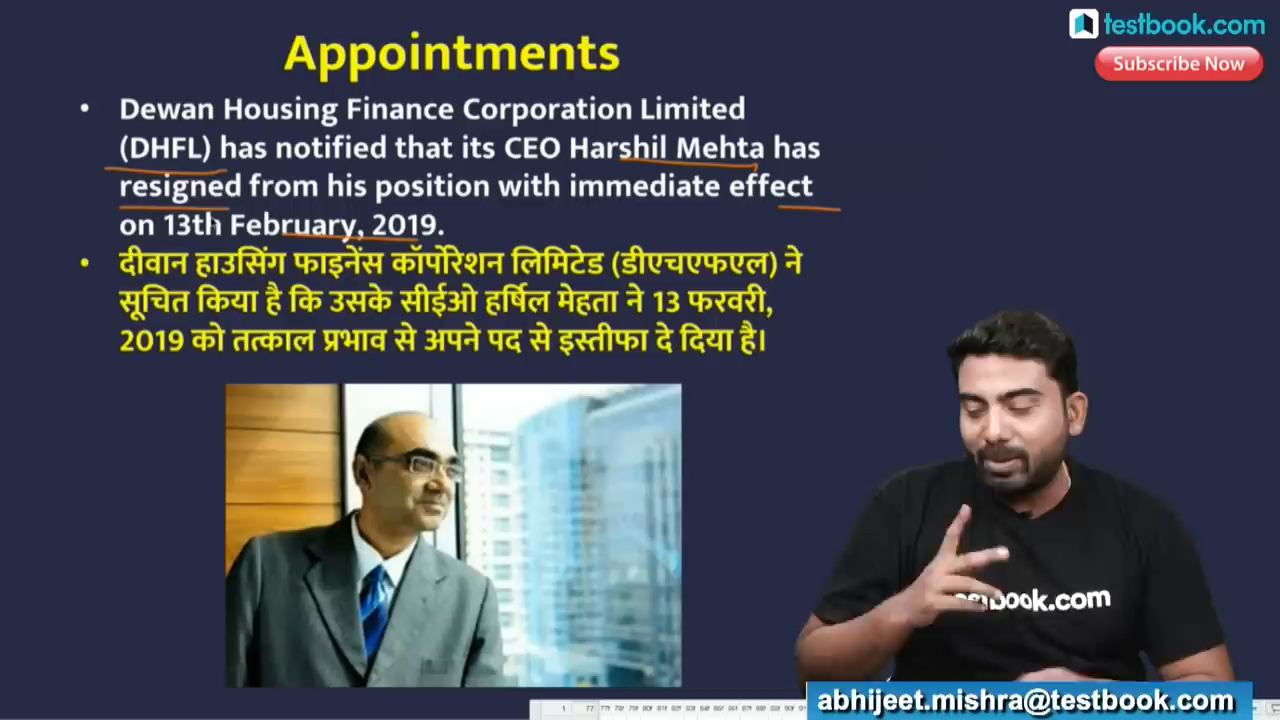 testbook.com
Subscribe Now
Appointments
• Dewan Housing Finance Corporation Limited
(DHFL) has notified that its CEO Harshil Mehta has
resigned from his position with immediate effect
on 13th February, 2019.
• दीवान हाउसिंग फाइनेंस कॉर्पोरेशन लिमिटेड (डीएचएफएल) ने
सूचित किया है कि उसके सीईओ हर्षिल मेहता ने 13 फरवरी,
2019 को तत्काल प्रभाव से अपने पद से इस्तीफा दे दिया है।
book.com
abhijeet.mishra@testbook.com